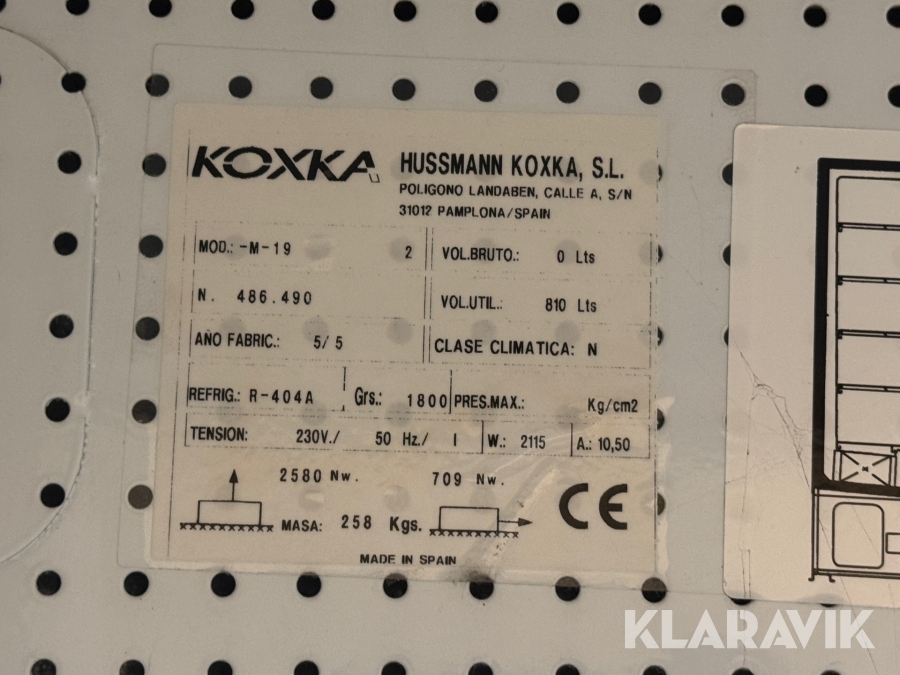 KOXKA
HUSSMANN KOXKA, S.L.
POLIGONO LANDABEN, CALLE A, S/N
31012 PAMPLONA/SPAIN
MOD.: -M-19 2
VOL.BRUTO.: 0 Lts
N. 486.490
VOL.UTIL.: 810 Lts
AÑO FABRIC.: 5/5
CLASE CLIMATICA: N
REFRIG.: R-404A Grs.: 1800 PRES.MAX.: Kg/cm2
TENSION: 230V./ 50 Hz./ I W.: 2115 A.: 10,50
2580 Nw. 709 Nw.
MASA: 258 Kgs.
CE
MADE IN SPAIN
KLARAVIK